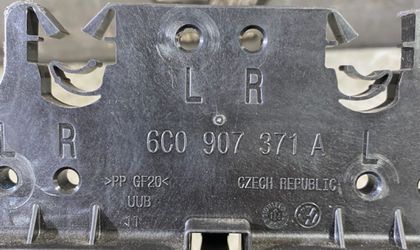 L R
L R 6C0 907 371 A L
>PP GF20< CZECH REPUBLIC
UUB